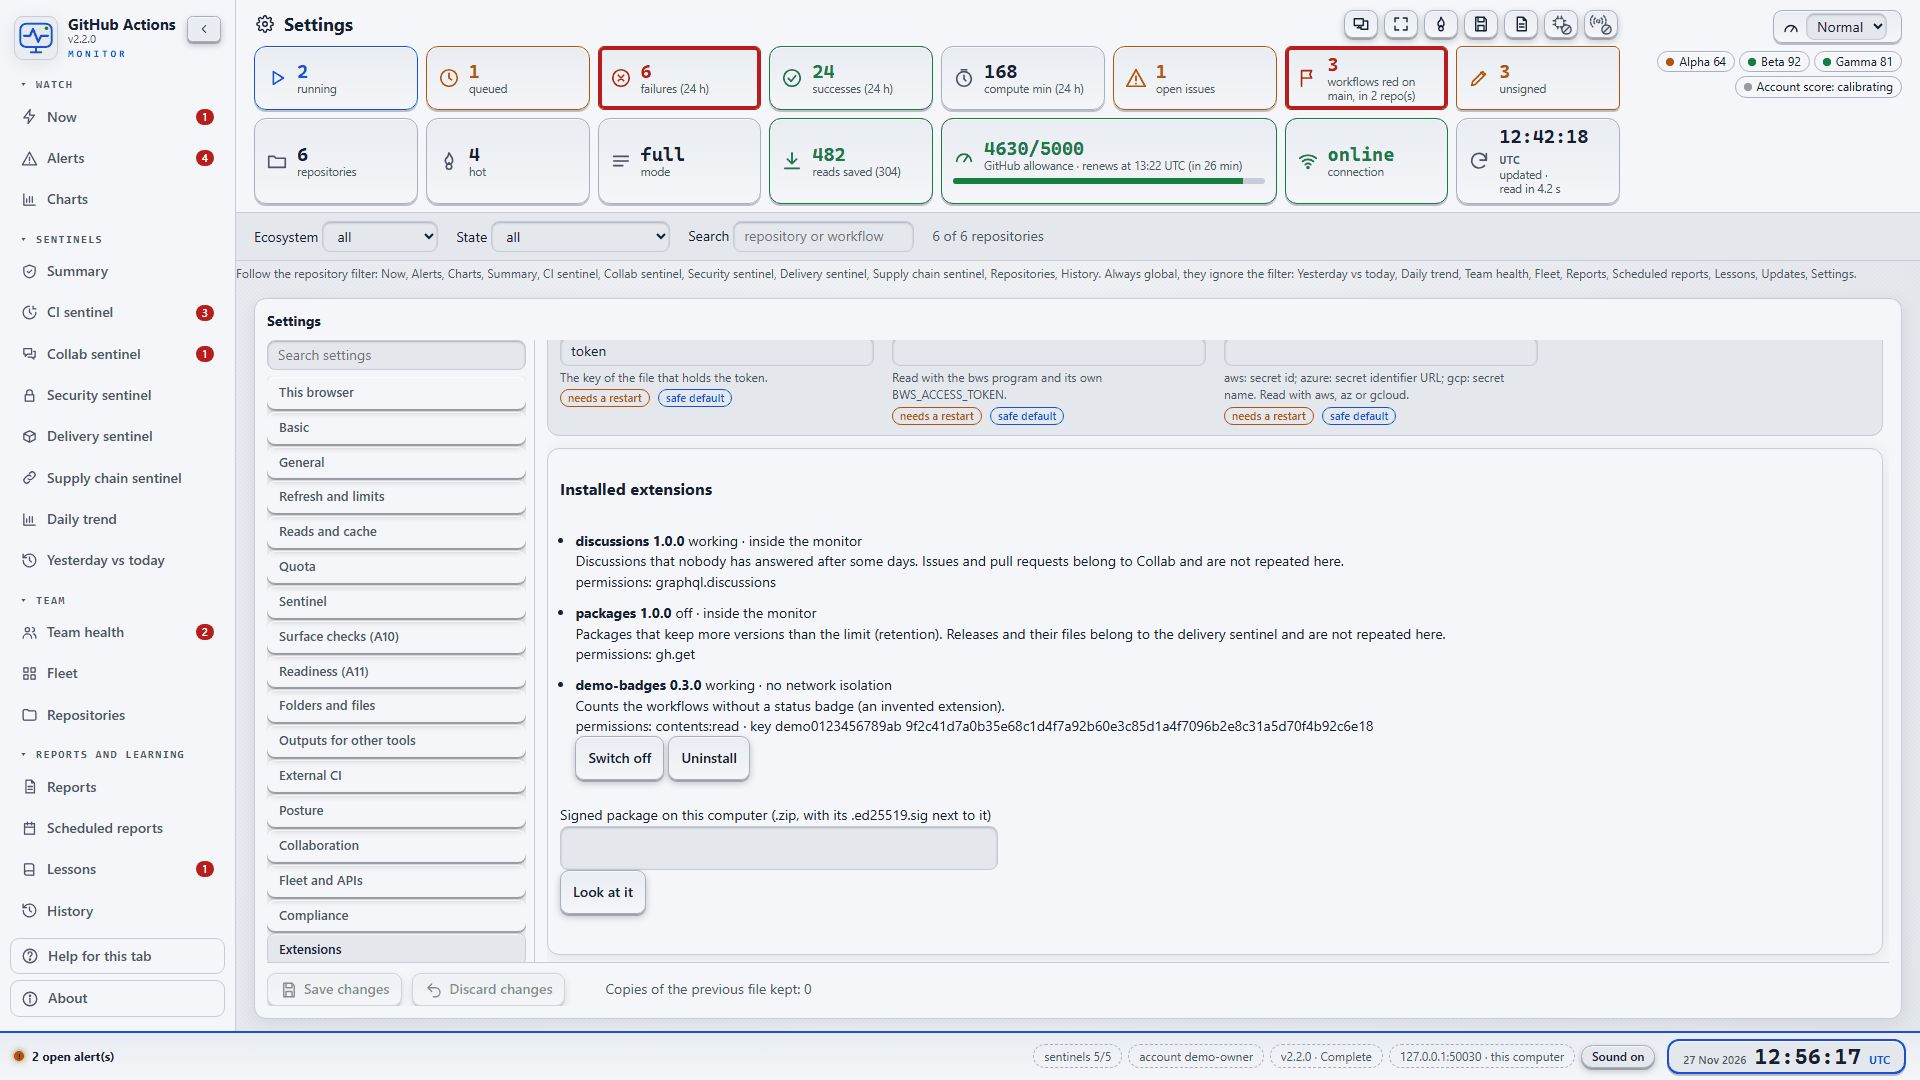 GitHub Actions
v2.2.0
MONITOR
WATCH
Now 1
Alerts 4
Charts
SENTINELS
Summary
CI sentinel 3
Collab sentinel 1
Security sentinel
Delivery sentinel
Supply chain sentinel
Daily trend
Yesterday vs today
TEAM
Team health 2
Fleet
Repositories
REPORTS AND LEARNING
Reports
Scheduled reports
Lessons 1
History
Help for this tab
About
Settings
Normal
Alpha 64
Beta 92
Gamma 81
Account score: calibrating
2
running
1
queued
6
failures (24 h)
24
successes (24 h)
168
compute min (24 h)
1
open issues
3
workflows red on
main, in 2 repo(s)
3
unsigned
6
repositories
4
hot
full
mode
482
reads saved (304)
4630/5000
GitHub allowance · renews at 13:22 UTC (in 26 min)
online
connection
12:42:18
UTC
updated ·
read in 4.2 s
Ecosystem all State all Search repository or workflow 6 of 6 repositories
Follow the repository filter: Now, Alerts, Charts, Summary, CI sentinel, Collab sentinel, Security sentinel, Delivery sentinel, Supply chain sentinel, Repositories, History. Always global, they ignore the filter: Yesterday vs today, Daily trend, Team health, Fleet, Reports, Scheduled reports, Lessons, Updates, Settings.
Settings
Search settings
This browser
Basic
General
Refresh and limits
Reads and cache
Quota
Sentinel
Surface checks (A10)
Readiness (A11)
Folders and files
Outputs for other tools
External CI
Posture
Collaboration
Fleet and APIs
Compliance
Extensions
token
The key of the file that holds the token.
needs a restart safe default
Read with the bws program and its own
BWS_ACCESS_TOKEN.
needs a restart safe default
aws: secret id; azure: secret identifier URL; gcp: secret
name. Read with aws, az or gcloud.
needs a restart safe default
Installed extensions
discussions 1.0.0 working · inside the monitor
Discussions that nobody has answered after some days. Issues and pull requests belong to Collab and are not repeated here.
permissions: graphql.discussions
packages 1.0.0 off · inside the monitor
Packages that keep more versions than the limit (retention). Releases and their files belong to the delivery sentinel and are not repeated here.
permissions: gh.get
demo-badges 0.3.0 working · no network isolation
Counts the workflows without a status badge (an invented extension).
permissions: contents:read · key demo0123456789ab 9f2c41d7a0b35e68c1d4f7a92b60e3c85d1a4f7096b2e8c31a5d70f4b92c6e18
Switch off Uninstall
Signed package on this computer (.zip, with its .ed25519.sig next to it)
Look at it
Save changes Discard changes Copies of the previous file kept: 0
2 open alert(s)
sentinels 5/5
account demo-owner
v2.2.0 · Complete
127.0.0.1:50030 · this computer
Sound on
27 Nov 2026 12:56:17 UTC